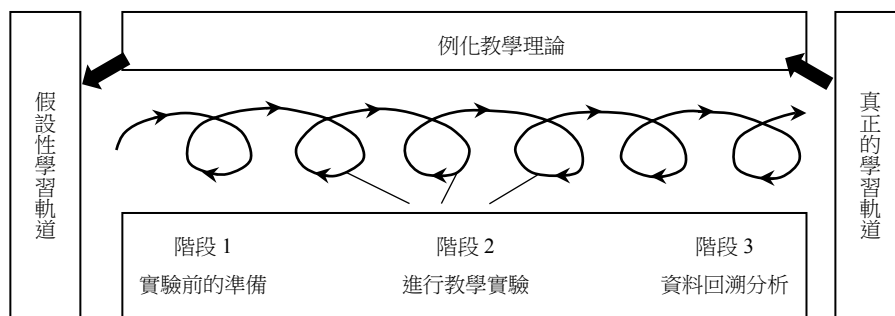 例化教學理論
假設性學習軌道
真正的學習軌道
階段 1
實驗前的準備
階段 2
進行教學實驗
階段 3
資料回溯分析